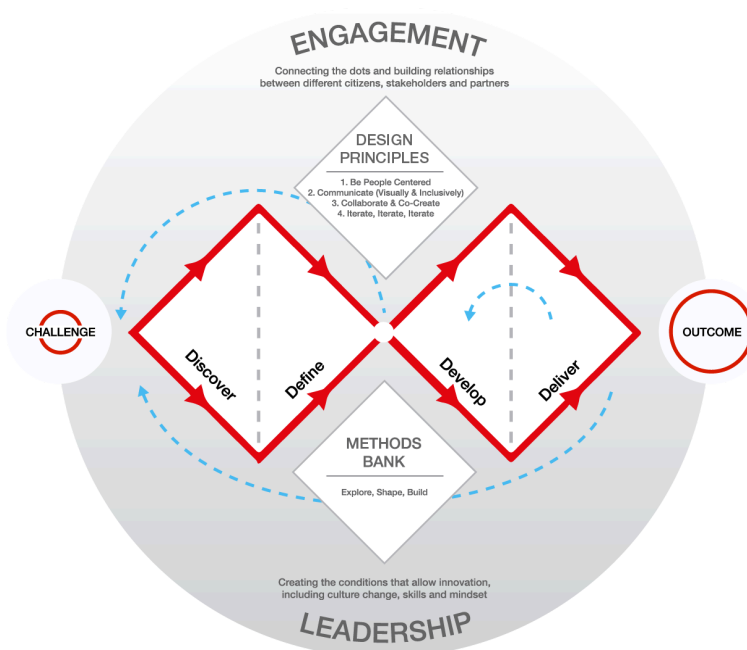 ENGAGEMENT
Connecting the dots and building relationships
between different citizens, stakeholders and partners
DESIGN
PRINCIPLES
1. Be People Centered
2. Communicate (Visually & Inclusively)
3. Collaborate & Co-Create
4. Iterate, Iterate, Iterate
CHALLENGE
OUTCOME
Discover
Define
Develop
Deliver
METHODS
BANK
Explore, Shape, Build
Creating the conditions that allow innovation,
including culture change, skills and mindset
LEADERSHIP